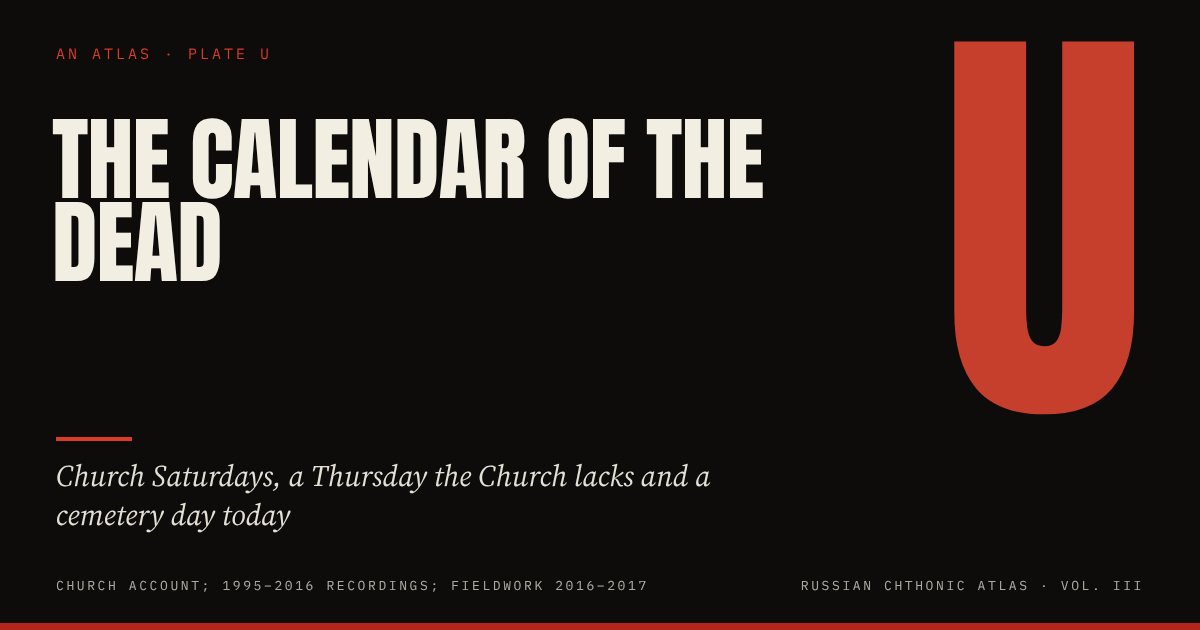 AN ATLAS · PLATE U
U
THE CALENDAR OF THE
DEAD
Church Saturdays, a Thursday the Church lacks and a
cemetery day today
CHURCH ACCOUNT; 1995–2016 RECORDINGS; FIELDWORK 2016–2017
RUSSIAN CHTHONIC ATLAS · VOL. III